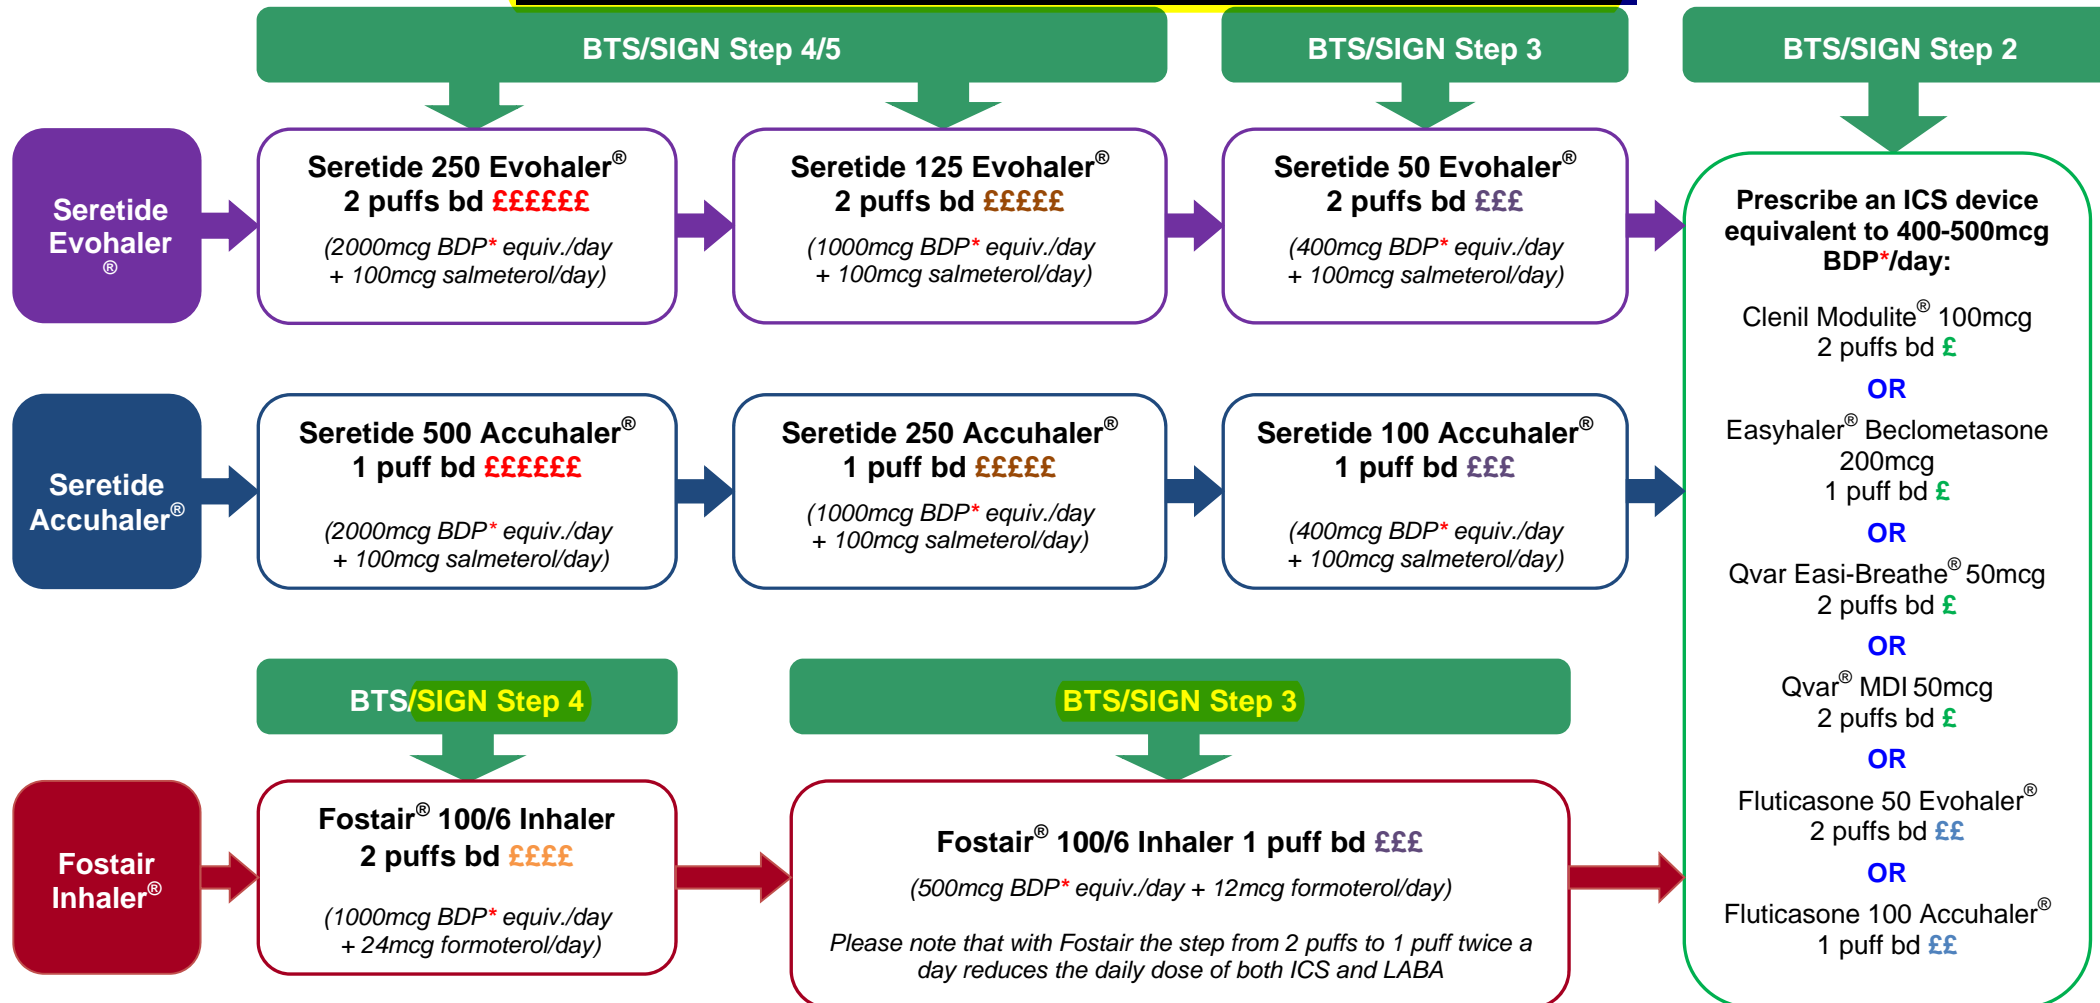 BTS/SIGN Step 4/5
BTS/SIGN Step 3
BTS/SIGN Step 2
Seretide
Evohaler
®
Seretide 250 Evohaler®
2 puffs bd ££££££
(2000mcg BDP* equiv./day
+ 100mcg salmeterol/day)
Seretide 125 Evohaler®
2 puffs bd £££££
(1000mcg BDP* equiv./day
+ 100mcg salmeterol/day)
Seretide 50 Evohaler®
2 puffs bd £££
(400mcg BDP* equiv./day
+ 100mcg salmeterol/day)
Seretide
Accuhaler®
Seretide 500 Accuhaler®
1 puff bd ££££££
(2000mcg BDP* equiv./day
+ 100mcg salmeterol/day)
Seretide 250 Accuhaler®
1 puff bd £££££
(1000mcg BDP* equiv./day
+ 100mcg salmeterol/day)
Seretide 100 Accuhaler®
1 puff bd £££
(400mcg BDP* equiv./day
+ 100mcg salmeterol/day)
BTS/SIGN Step 4
BTS/SIGN Step 3
Fostair
Inhaler®
Fostair® 100/6 Inhaler
2 puffs bd ££££
(1000mcg BDP* equiv./day
+ 24mcg formoterol/day)
Fostair® 100/6 Inhaler 1 puff bd £££
(500mcg BDP* equiv./day + 12mcg formoterol/day)
Please note that with Fostair the step from 2 puffs to 1 puff twice a
day reduces the daily dose of both ICS and LABA
Prescribe an ICS device
equivalent to 400-500mcg
BDP*/day:
Clenil Modulite® 100mcg
2 puffs bd £
OR
Easyhaler® Beclometasone
200mcg
1 puff bd £
OR
Qvar Easi-Breathe® 50mcg
2 puffs bd £
OR
Qvar® MDI 50mcg
2 puffs bd £
OR
Fluticasone 50 Evohaler®
2 puffs bd ££
OR
Fluticasone 100 Accuhaler®
1 puff bd ££